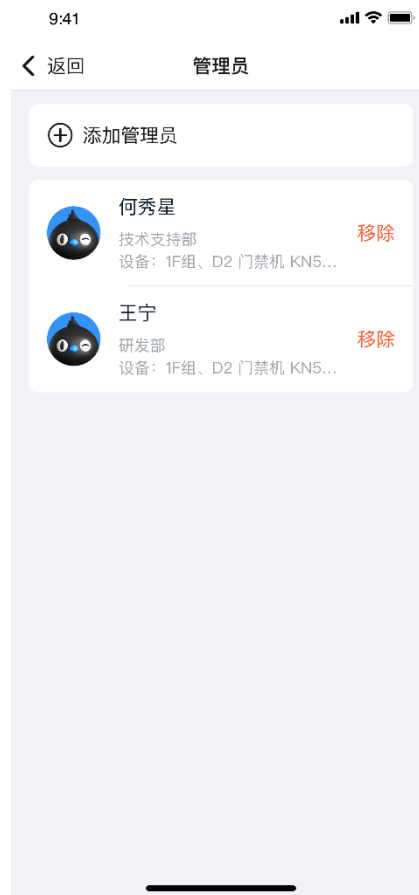 9:41
返回
管理员
添加管理员
何秀星
技术支持部
设备：1F组、D2 门禁机 KN5...
移除
王宁
研发部
设备：1F组、D2 门禁机 KN5...
移除